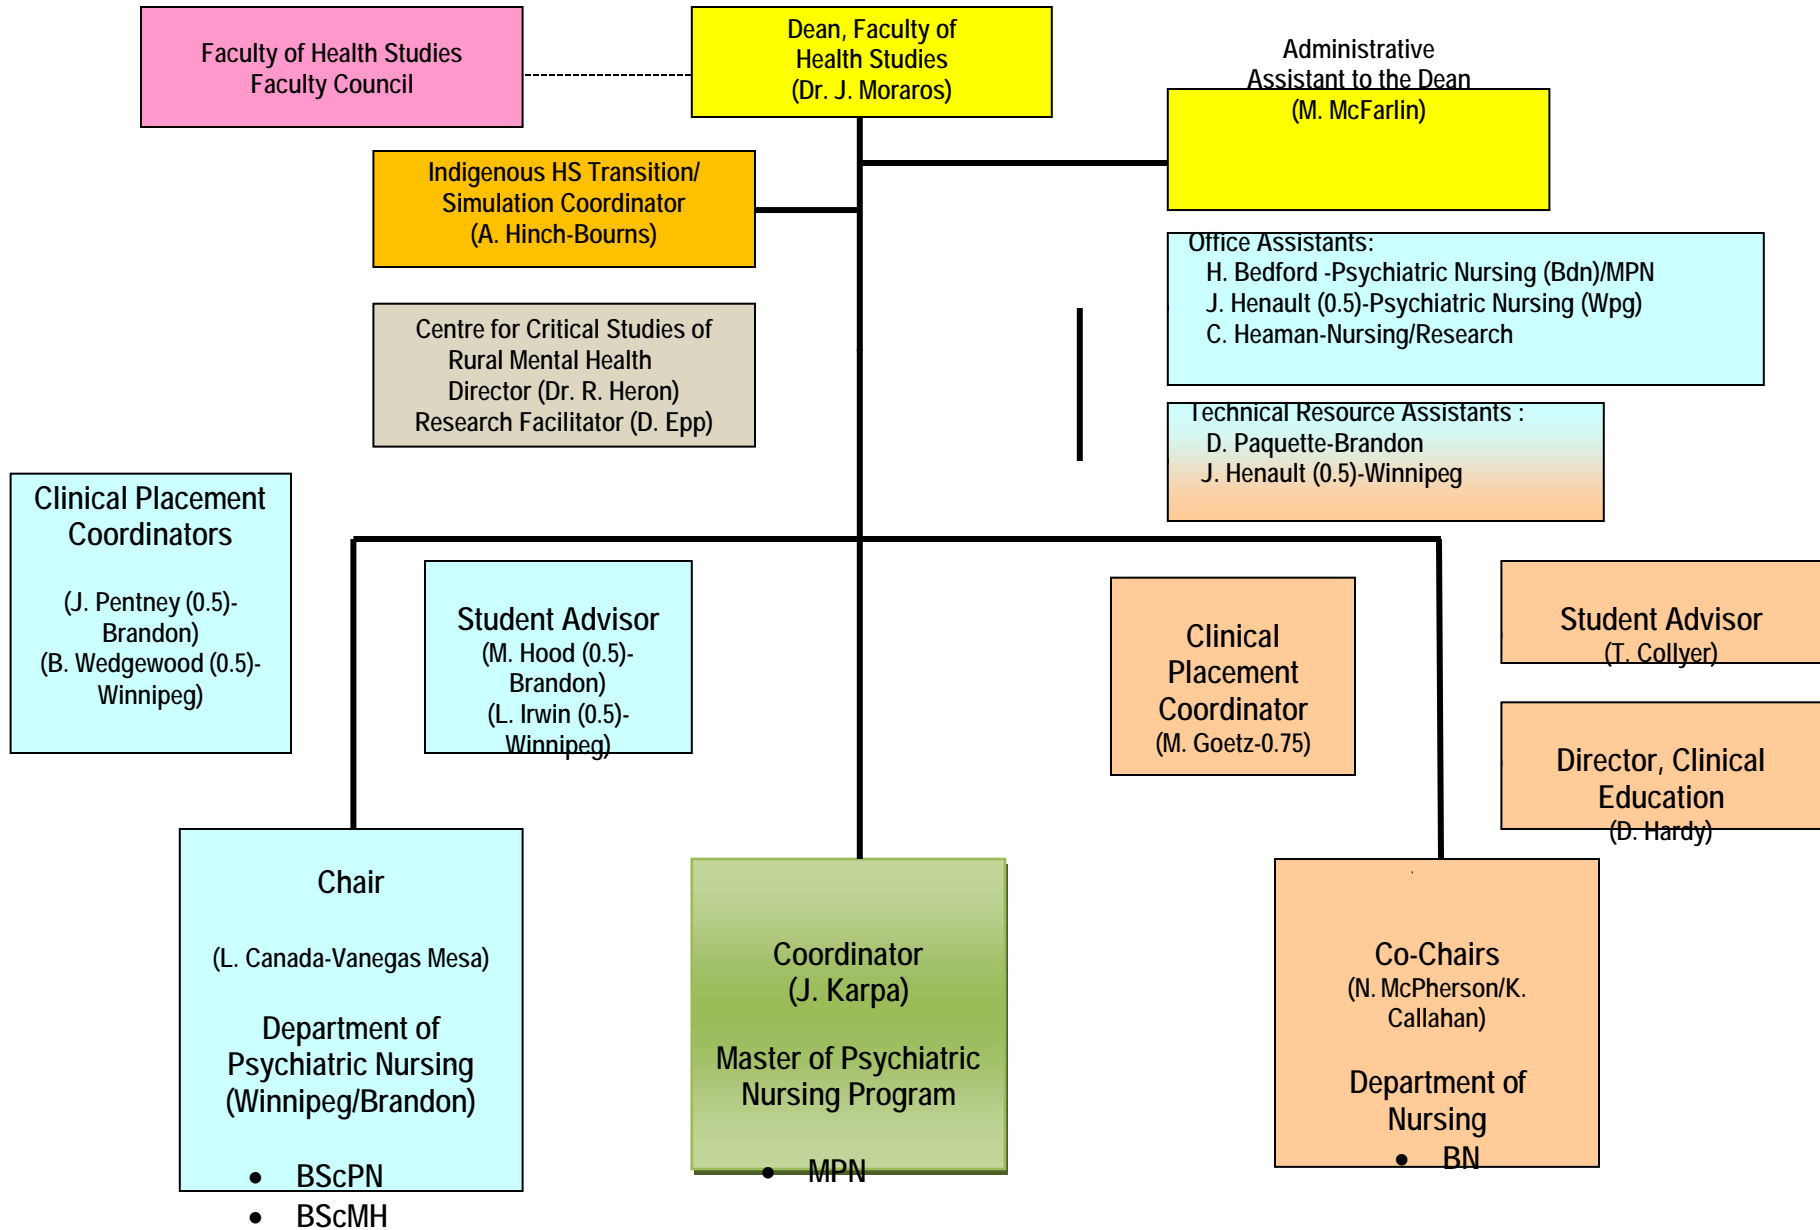 Faculty of Health Studies
Faculty Council
Dean, Faculty of
Health Studies
(Dr. J. Moraros)
Administrative
Assistant to the Dean
(M. McFarlin)
Indigenous HS Transition/
Simulation Coordinator
(A. Hinch-Bourns)
Office Assistants:
H. Bedford -Psychiatric Nursing (Bdn)/MPN
J. Henault (0.5)-Psychiatric Nursing (Wpg)
C. Heaman-Nursing/Research
Centre for Critical Studies of
Rural Mental Health
Director (Dr. R. Heron)
Research Facilitator (D. Epp)
Technical Resource Assistants :
D. Paquette-Brandon
J. Henault (0.5)-Winnipeg
Clinical Placement
Coordinators
(J. Pentney (0.5)-
Brandon)
(B. Wedgewood (0.5)-
Winnipeg)
Student Advisor
(M. Hood (0.5)-
Brandon)
(L. Irwin (0.5)-
Winnipeg)
Clinical
Placement
Coordinator
(M. Goetz-0.75)
Student Advisor
(T. Collyer)
Director, Clinical
Education
(D. Hardy)
Chair
(L. Canada-Vanegas Mesa)
Department of
Psychiatric Nursing
(Winnipeg/Brandon)
• BScPN
• BScMH
Coordinator
(J. Karpa)
Master of Psychiatric
Nursing Program
• MPN
Co-Chairs
(N. McPherson/K.
Callahan)
Department of
Nursing
• BN